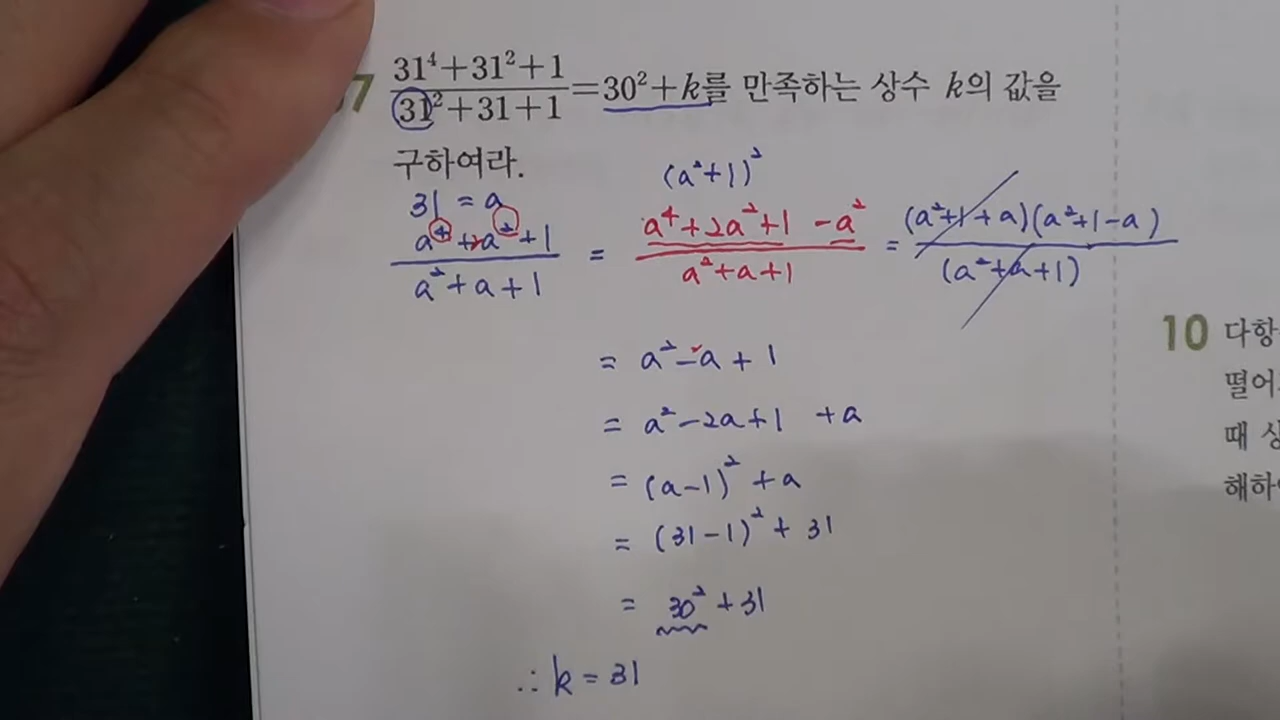 7 31⁴+31²+1 / 31²+31+1 = 30²+k를 만족하는 상수 k의 값을
구하여라.
31 = a
(a²+1)²
a⁴+a²+1 / a²+a+1 = a⁴+2a²+1 -a² / a²+a+1 = (a²+1+a)(a²+1-a) / (a²+a+1)
= a²-a+1
= a²-2a+1 +a
= (a-1)²+a
= (31-1)²+31
= 30²+31
∴ k=31
10 다항
떨어
때 상
해하